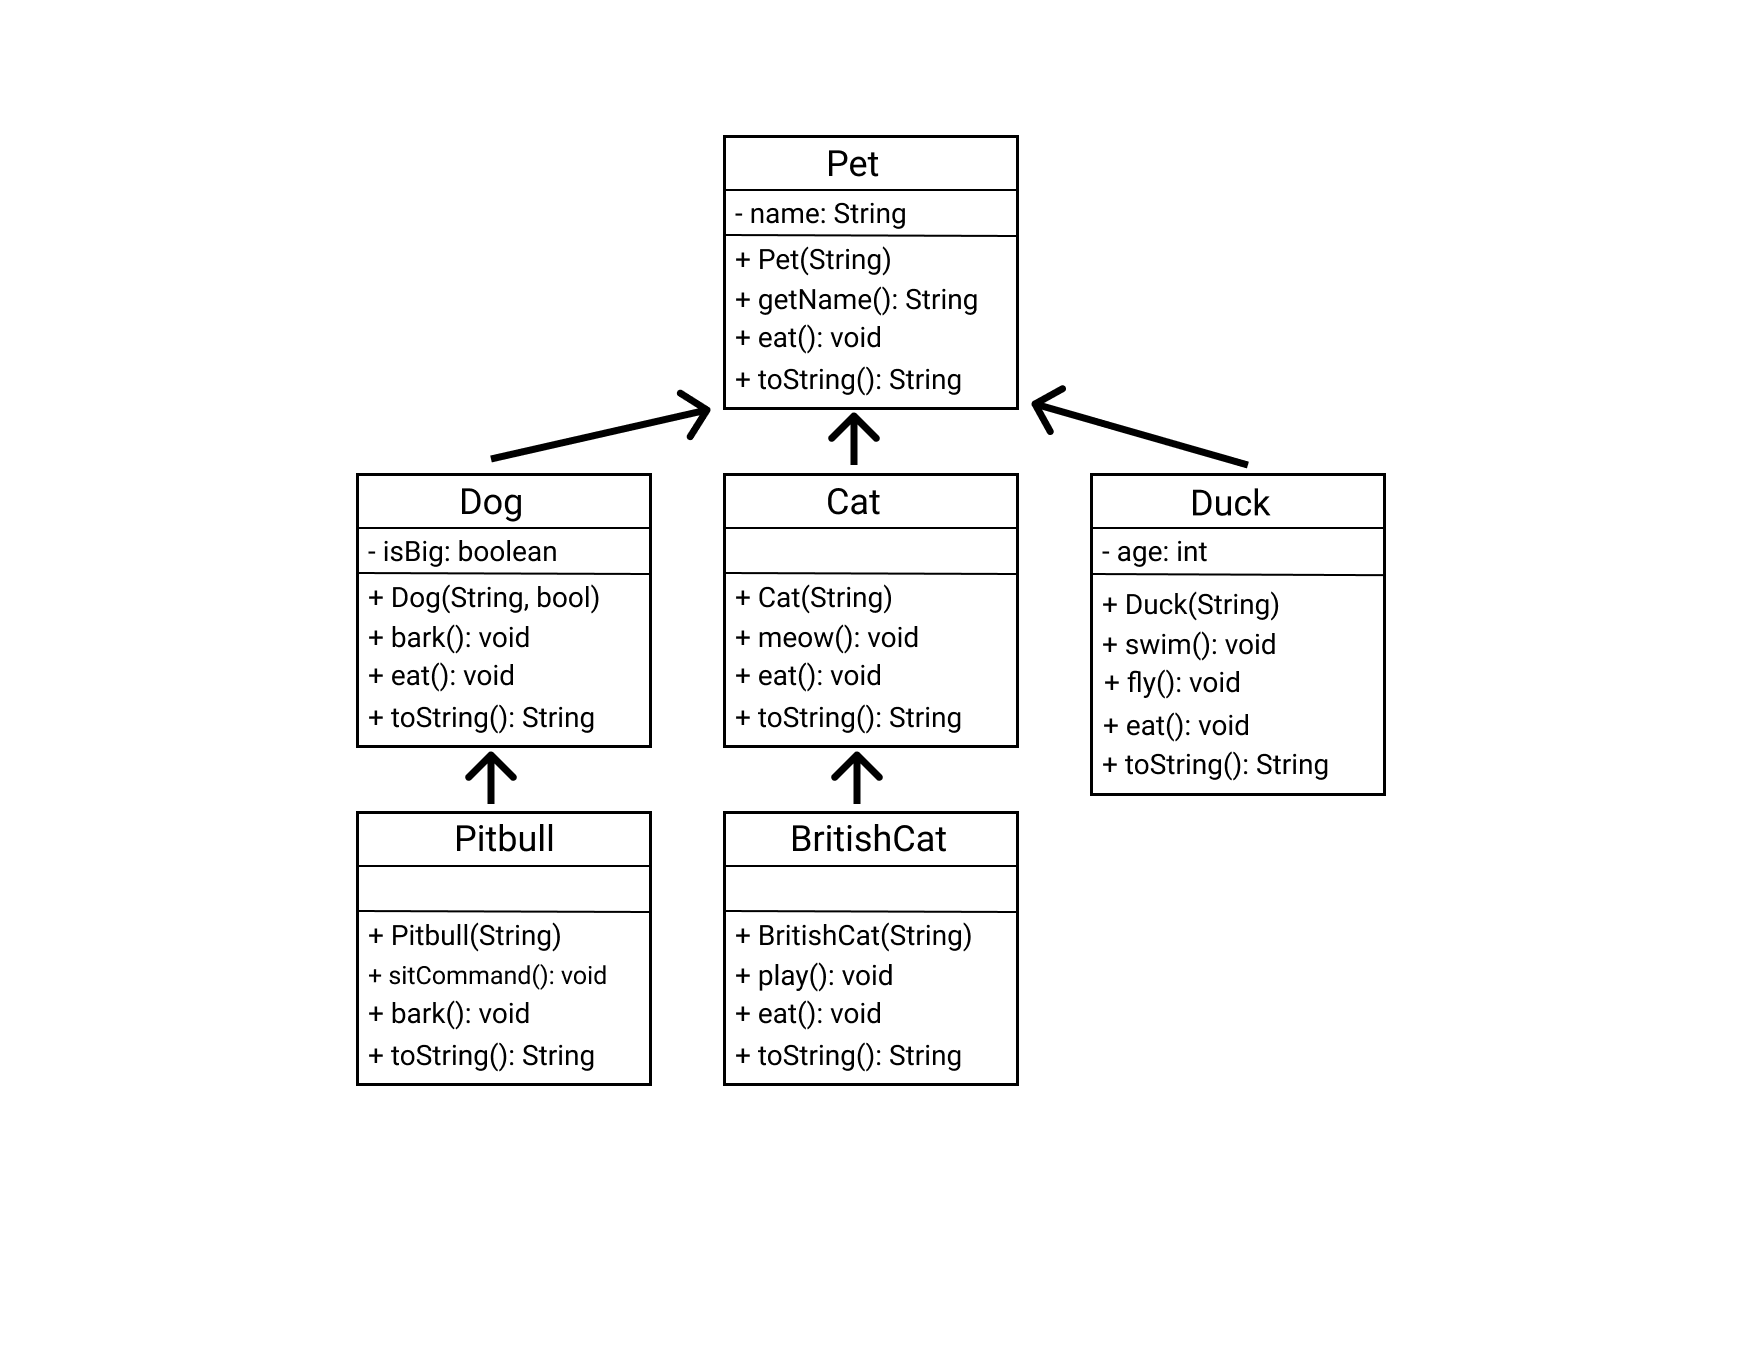 Pet
- name: String
+ Pet(String)
+ getName(): String
+ eat(): void
+ toString(): String
Dog
- isBig: boolean
+ Dog(String, bool)
+ bark(): void
+ eat(): void
+ toString(): String
Cat
+ Cat(String)
+ meow(): void
+ eat(): void
+ toString(): String
Duck
- age: int
+ Duck(String)
+ swim(): void
+ fly(): void
+ eat(): void
+ toString(): String
Pitbull
+ Pitbull(String)
+ sitCommand(): void
+ bark(): void
+ toString(): String
BritishCat
+ BritishCat(String)
+ play(): void
+ eat(): void
+ toString(): String